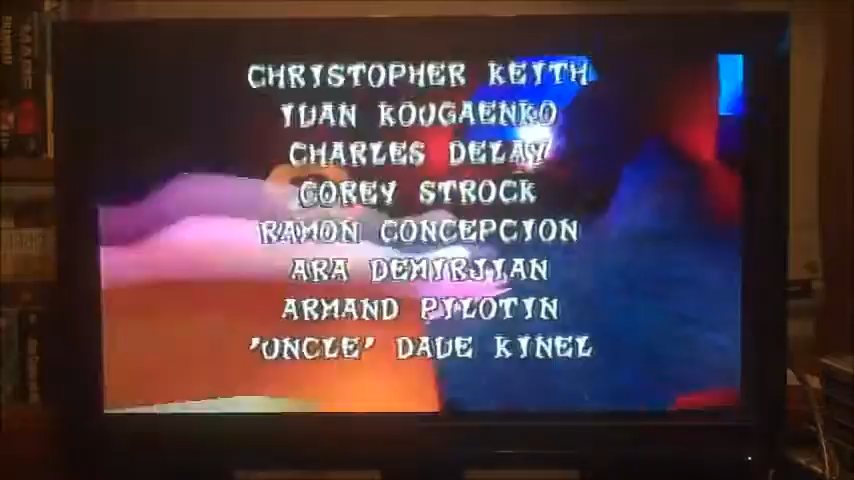 CHRISTOPHER KEITH
IVAN KOUGAENKO
CHARLES DELAY
COREY STROCK
RAMON CONCEPCION
ARA DEMIRJIAN
ARMAND PYLOTIN
'UNCLE' DAVE KINEL